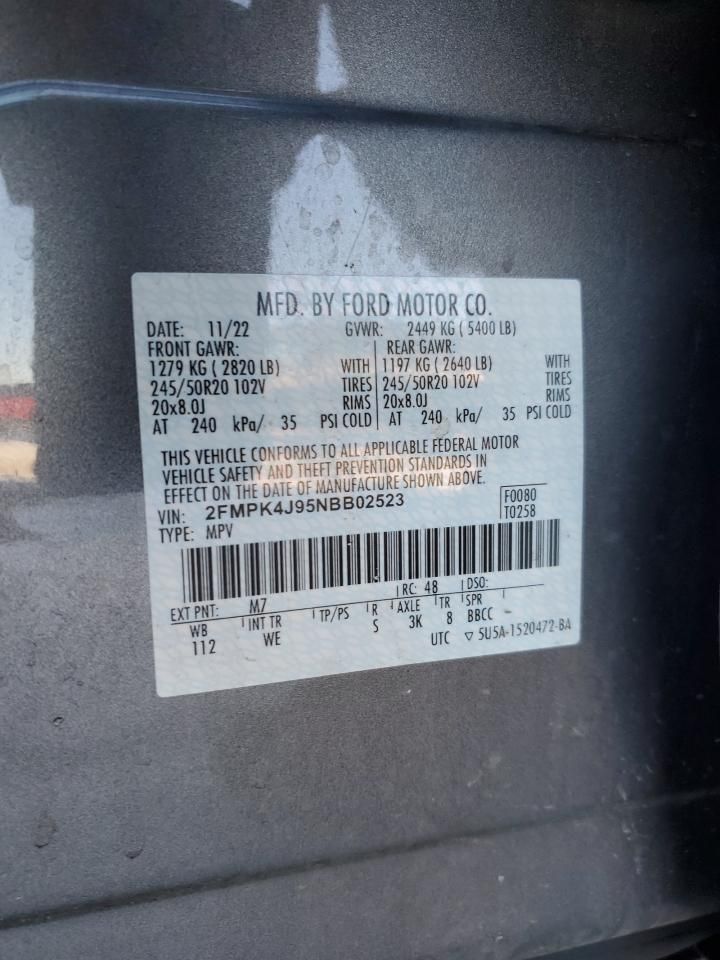 MFD. BY FORD MOTOR CO.
DATE: 11/22 GVWR: 2449 KG ( 5400 LB)
FRONT GAWR: REAR GAWR:
1279 KG ( 2820 LB) WITH 1197 KG ( 2640 LB) WITH
245/50R20 102V TIRES 245/50R20 102V TIRES
20x8.0J RIMS 20x8.0J RIMS
AT 240 kPa/ 35 PSI COLD AT 240 kPa/ 35 PSI COLD
THIS VEHICLE CONFORMS TO ALL APPLICABLE FEDERAL MOTOR
VEHICLE SAFETY AND THEFT PREVENTION STANDARDS IN
EFFECT ON THE DATE OF MANUFACTURE SHOWN ABOVE.
VIN: 2FMPK4J95NBB02523 F0080
TYPE: MPV T0258
EXT PNT: M7 RC: 48 DSO:
WB INT TR TP/PS R AXLE TR SPR
112 WE S 3K 8 BBCC
UTC ▽ 5U5A-1520472-BA